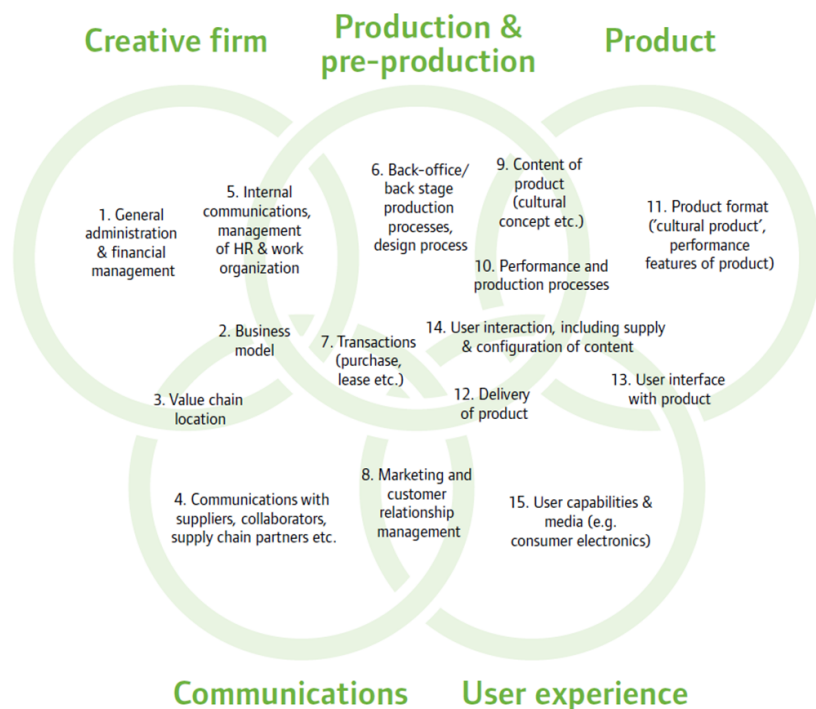 Creative firm
Production &
pre-production
Product
1. General
administration
& financial
management
5. Internal
communications,
management
of HR & work
organization
6. Back-office/
back stage
production
processes,
design process
9. Content of
product
(cultural
concept etc.)
10. Performance and
production processes
11. Product format
(‘cultural product’,
performance
features of product)
2. Business
model
7. Transactions
(purchase,
lease etc.)
14. User interaction, including supply
& configuration of content
3. Value chain
location
12. Delivery
of product
13. User interface
with product
4. Communications with
suppliers, collaborators,
supply chain partners etc.
8. Marketing and
customer
relationship
management
15. User capabilities &
media (e.g.
consumer electronics)
Communications
User experience